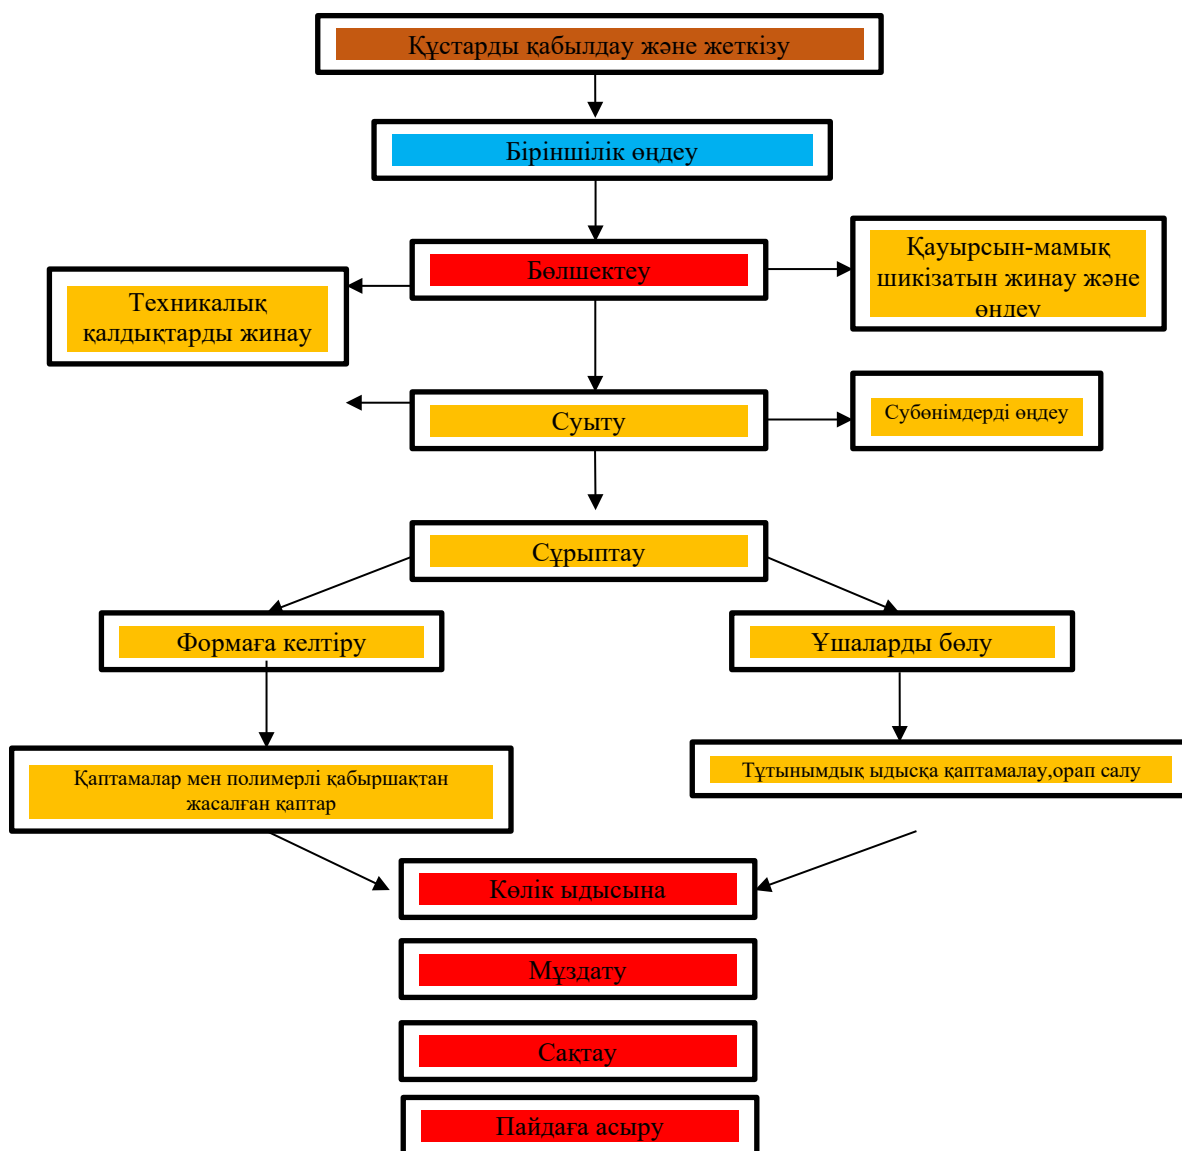 Құстарды қабылдау және жеткізу
Біріншілік өңдеу
Бөлшектеу
Қауырсын-мамық
шикізатын жинау және
өңдеу
Техникалық
қалдықтарды жинау
Суыту
Субөнімдерді өңдеу
Сұрыптау
Формаға келтіру
Ұшаларды бөлу
Қаптамалар мен полимерлі қабыршақтан
жасалған қаптар
Тұтынымдық ыдысқа қаптамалау,орап салу
Көлік ыдысына
Мұздату
Сақтау
Пайдаға асыру